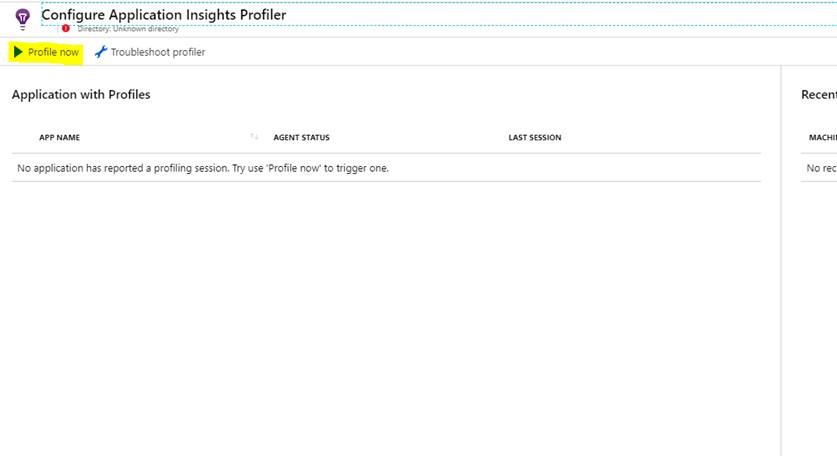 Configure Application Insights Profiler
Directory: Unknown directory
Profile now Troubleshoot profiler
Application with Profiles
Recent
APP NAME AGENT STATUS LAST SESSION
MACHI
No application has reported a profiling session. Try use 'Profile now' to trigger one.
No rec